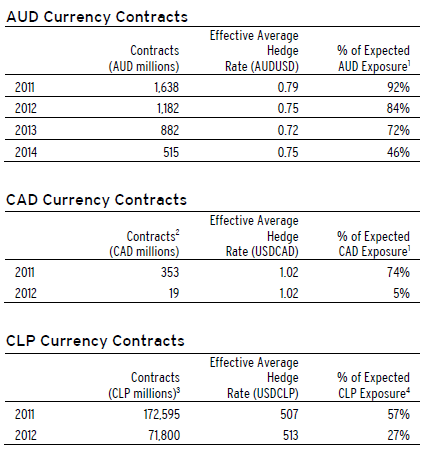 AUD Currency Contracts
Effective Average
Contracts Hedge % of Expected
(AUD millions) Rate (AUDUSD) AUD Exposure¹
2011 1,638 0.79 92%
2012 1,182 0.75 84%
2013 882 0.72 72%
2014 515 0.75 46%
CAD Currency Contracts
Effective Average
Contracts² Hedge % of Expected
(CAD millions) Rate (USDCAD) CAD Exposure¹
2011 353 1.02 74%
2012 19 1.02 5%
CLP Currency Contracts
Effective Average
Contracts Hedge % of Expected
(CLP millions)³ Rate (USDCLP) CLP Exposure⁴
2011 172,595 507 57%
2012 71,800 513 27%